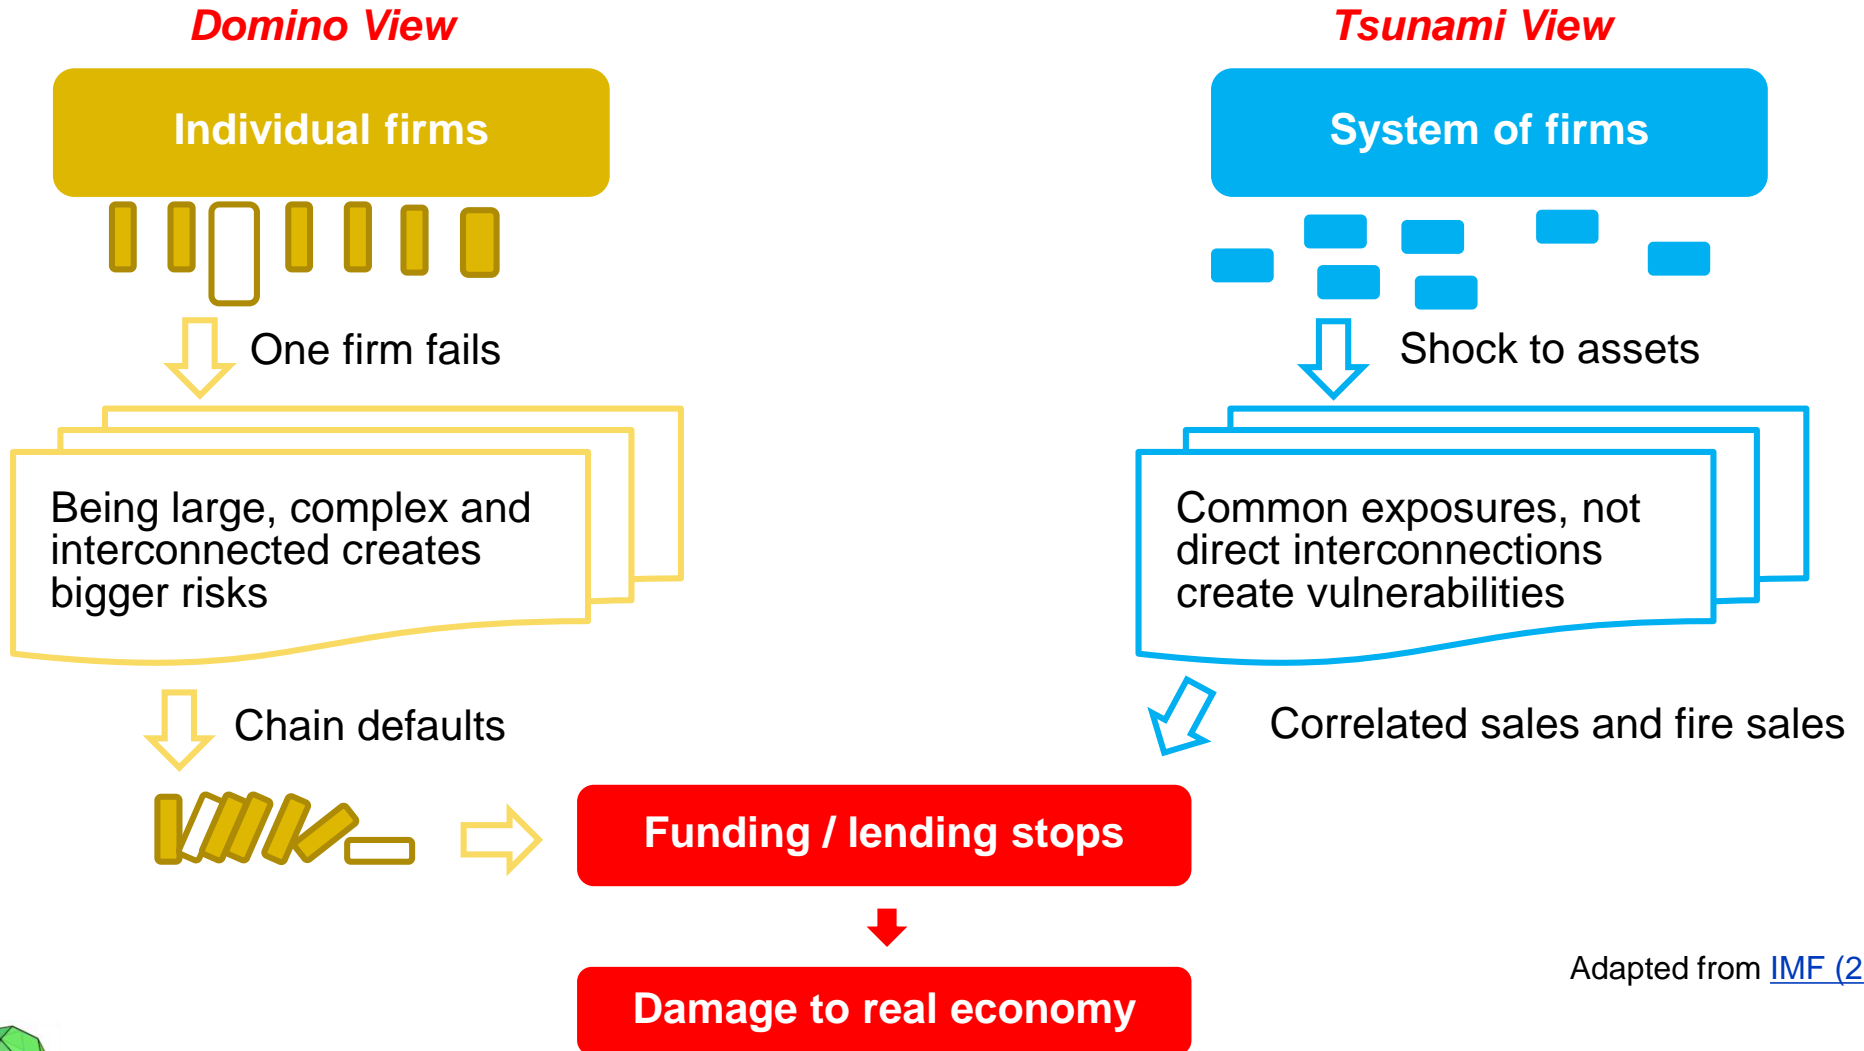 Domino View
Individual firms
One firm fails
Being large, complex and
interconnected creates
bigger risks
Chain defaults
Tsunami View
System of firms
Shock to assets
Common exposures, not
direct interconnections
create vulnerabilities
Correlated sales and fire sales
Funding / lending stops
Damage to real economy
Adapted from IMF (2